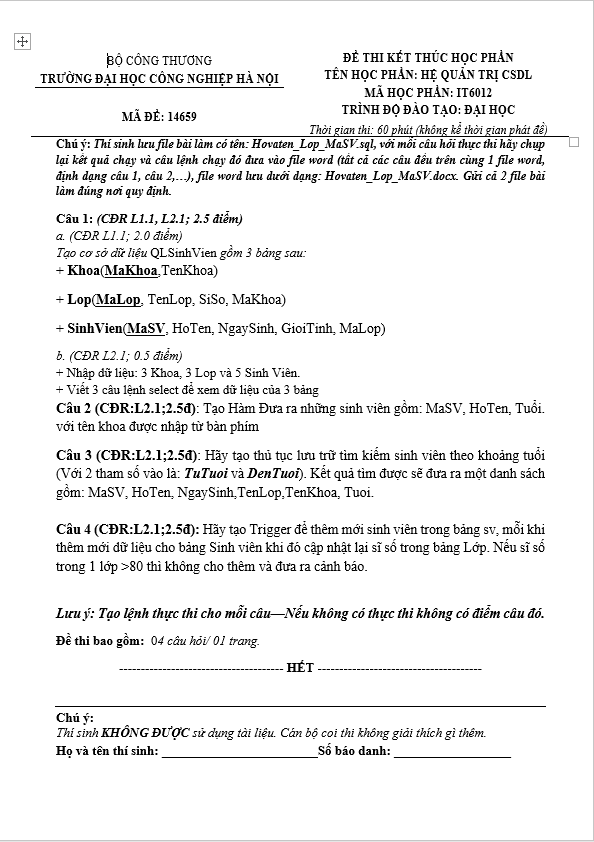 BỘ CÔNG THƯƠNG
TRƯỜNG ĐẠI HỌC CÔNG NGHIỆP HÀ NỘI
MÃ ĐỀ: 14659
ĐỀ THI KẾT THÚC HỌC PHẦN
TÊN HỌC PHẦN: HỆ QUẢN TRỊ CSDL
MÃ HỌC PHẦN: IT6012
TRÌNH ĐỘ ĐÀO TẠO: ĐẠI HỌC
Thời gian thi: 60 phút (không kể thời gian phát đề)
Chú ý: Thí sinh lưu file bài làm có tên: Hovaten_Lop_MaSV.sql, với mỗi câu hỏi thực thi hãy chụp
lại kết quả chạy và câu lệnh chạy đó đưa vào file word (tất cả các câu đều trên cùng 1 file word,
định dạng câu 1, câu 2,…), file word lưu dưới dạng: Hovaten_Lop_MaSV.docx. Gửi cả 2 file bài
làm đúng nơi quy định.
Câu 1: (CĐR L1.1, L2.1; 2.5 điểm)
a. (CĐR L1.1; 2.0 điểm)
Tạo cơ sở dữ liệu QLSinhVien gồm 3 bảng sau:
+ Khoa(MaKhoa,TenKhoa)
+ Lop(MaLop, TenLop, SiSo, MaKhoa)
+ SinhVien(MaSV, HoTen, NgaySinh, GioiTinh, MaLop)
b. (CĐR L2.1; 0.5 điểm)
+ Nhập dữ liệu: 3 Khoa, 3 Lop và 5 Sinh Viên.
+ Viết 3 câu lệnh select để xem dữ liệu của 3 bảng
Câu 2 (CĐR:L2.1;2.5đ): Tạo Hàm Đưa ra những sinh viên gồm: MaSV, HoTen, Tuổi.
với tên khoa được nhập từ bàn phím
Câu 3 (CĐR:L2.1;2.5đ): Hãy tạo thủ tục lưu trữ tìm kiếm sinh viên theo khoảng tuổi
(Với 2 tham số vào là: TuTuoi và DenTuoi). Kết quả tìm được sẽ đưa ra một danh sách
gồm: MaSV, HoTen, NgaySinh,TenLop,TenKhoa, Tuoi.
Câu 4 (CĐR:L2.1;2.5đ): Hãy tạo Trigger để thêm mới sinh viên trong bảng sv, mỗi khi
thêm mới dữ liệu cho bảng Sinh viên khi đó cập nhật lại sĩ số trong bảng Lớp. Nếu sĩ số
trong 1 lớp >80 thì không cho thêm và đưa ra cảnh báo.
Lưu ý: Tạo lệnh thực thi cho mỗi câu—Nếu không có thực thi không có điểm câu đó.
Đề thi bao gồm: 04 câu hỏi/ 01 trang.
-------------------------------------- HẾT --------------------------------------
Chú ý:
Thí sinh KHÔNG ĐƯỢC sử dụng tài liệu. Cán bộ coi thi không giải thích gì thêm.
Họ và tên thí sinh: ________________________Số báo danh: __________________